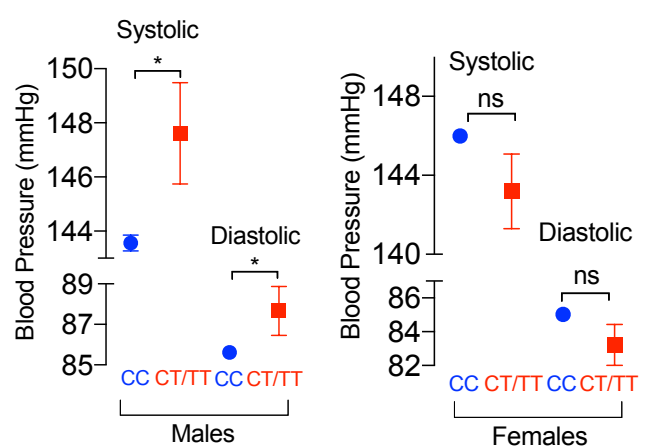 Systolic
*
150
148
146
144
Diastolic
*
89
87
85
Blood Pressure (mmHg)
CC CT/TT CC CT/TT
Males
Systolic
ns
148
144
140
Diastolic
ns
86
84
82
Blood Pressure (mmHg)
CC CT/TT CC CT/TT
Females